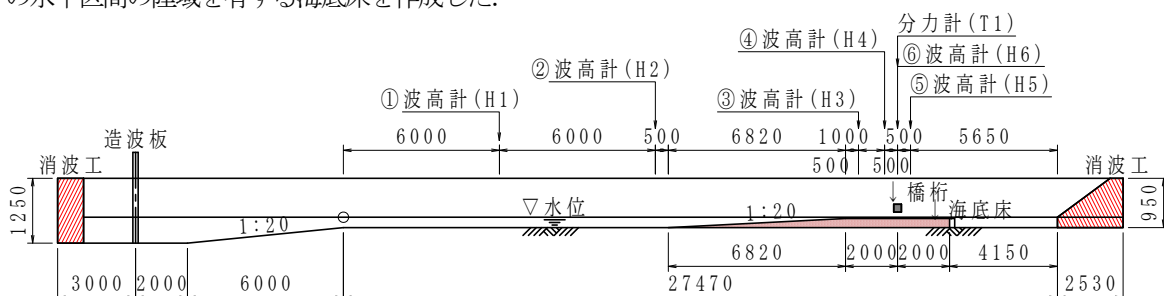 の水平区間の陸域を有する海底床を作成した.
分力計(T1)
④波高計(H4)
⑥波高計(H6)
②波高計(H2)
⑤波高計(H5)
①波高計(H1)
③波高計(H3)
造波板
6000 6000 500 6820 1000 500 5650
消波工
500 500
消波工
1250
▽水位
橋桁
海底床
950
1:20
1:20
6820 2000 2000 4150
3000 2000 6000
27470
2530